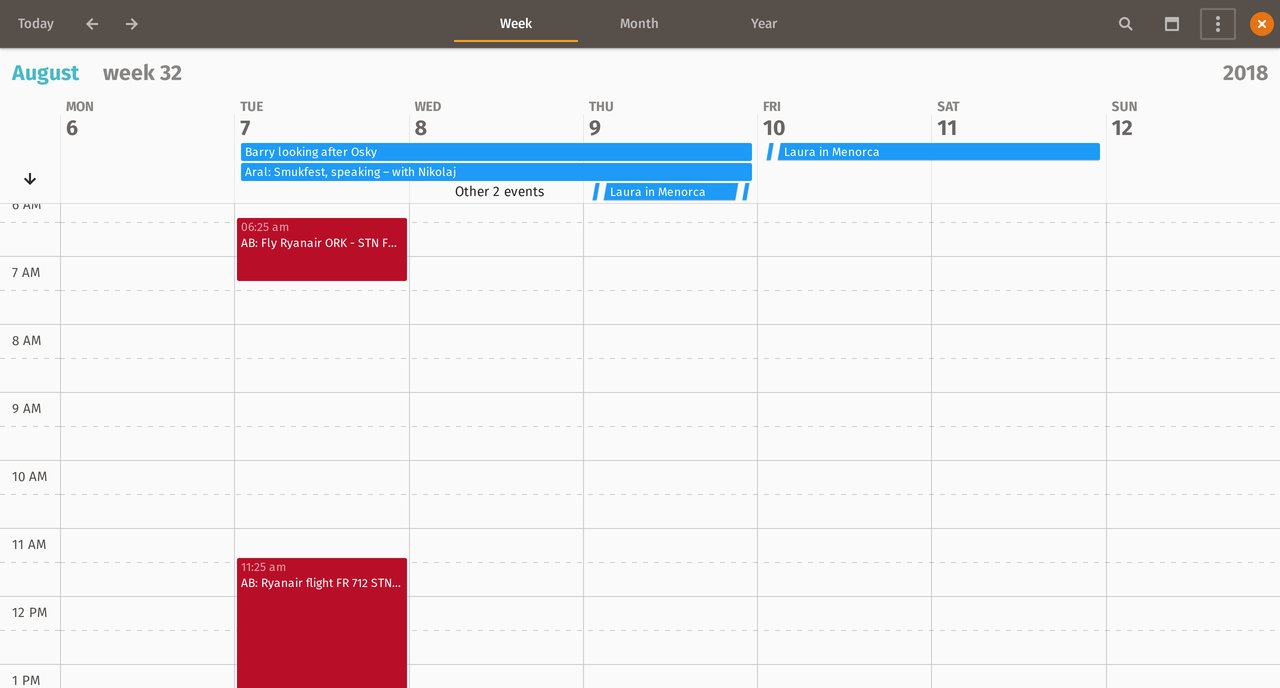 Today Week Month Year
August week 32 2018
MON TUE WED THU FRI SAT SUN
6 7 8 9 10 11 12
Barry looking after Osky Laura in Menorca
Aral: Smukfest, speaking – with Nikolaj
Other 2 events Laura in Menorca
6 AM
06:25 am
AB: Fly Ryanair ORK - STN F...
7 AM
8 AM
9 AM
10 AM
11 AM
11:25 am
AB: Ryanair flight FR 712 STN...
12 PM
1 PM